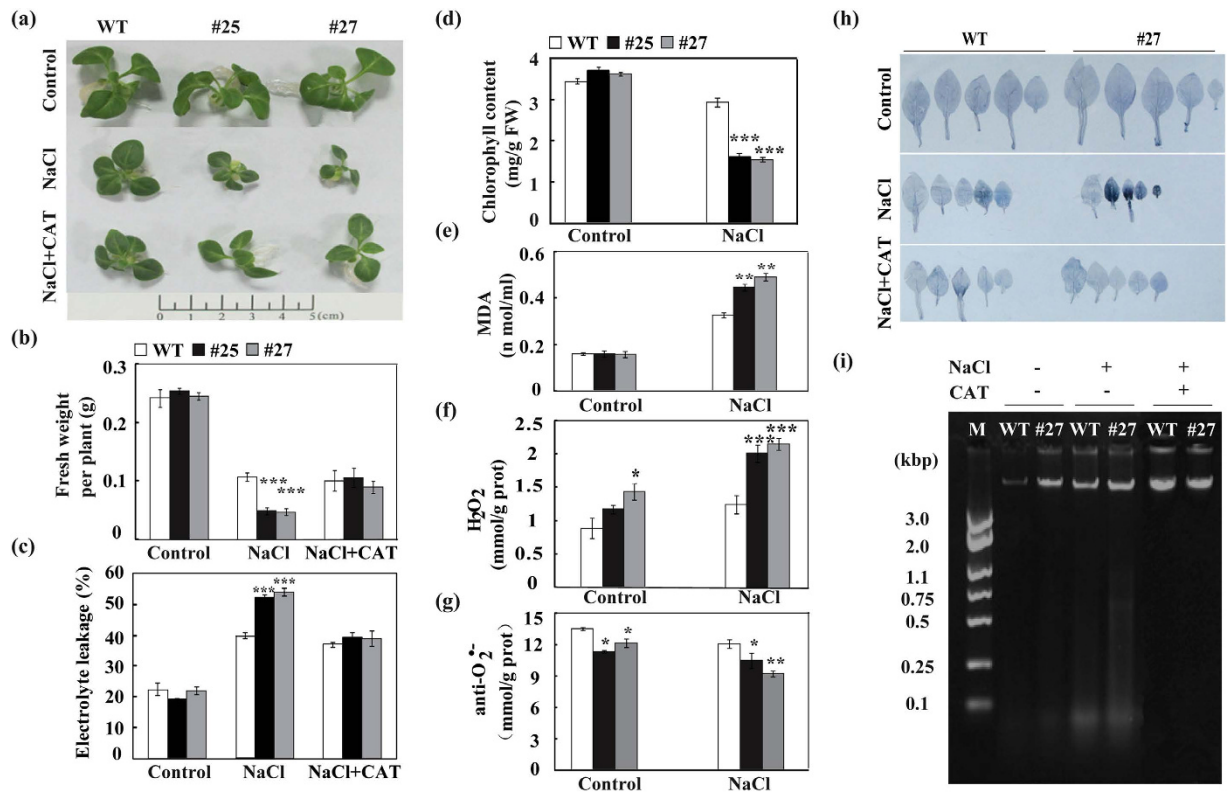 (a)
WT #25 #27
Control
NaCl
NaCl+CAT
0 1 2 3 4 5 (cm)
(b)
WT #25 #27
Fresh weight
per plant (g)
0.3
0.2
0.1
0
*** ***
Control NaCl NaCl+CAT
(c)
Electrolyte leakage (%)
60
50
40
30
20
10
0
*** ***
Control NaCl NaCl+CAT
(d)
WT #25 #27
Chlorophyll content
(mg/g FW)
4
3
2
1
0
*** ***
Control NaCl
(e)
MDA
(n mol/ml)
0.6
0.4
0.2
0
** **
Control NaCl
(f)
H2O2
(mmol/g prot)
2.5
2
1.5
1
0.5
0
* *** ***
Control NaCl
(g)
anti-O2•-
(mmol/g prot)
15
12
9
6
3
0
* * * **
Control NaCl
(h)
WT #27
Control
NaCl
NaCl+CAT
(i)
NaCl - + +
CAT - - +
M WT #27 WT #27 WT #27
(kbp)
3.0
2.0
1.1
0.75
0.5
0.25
0.1